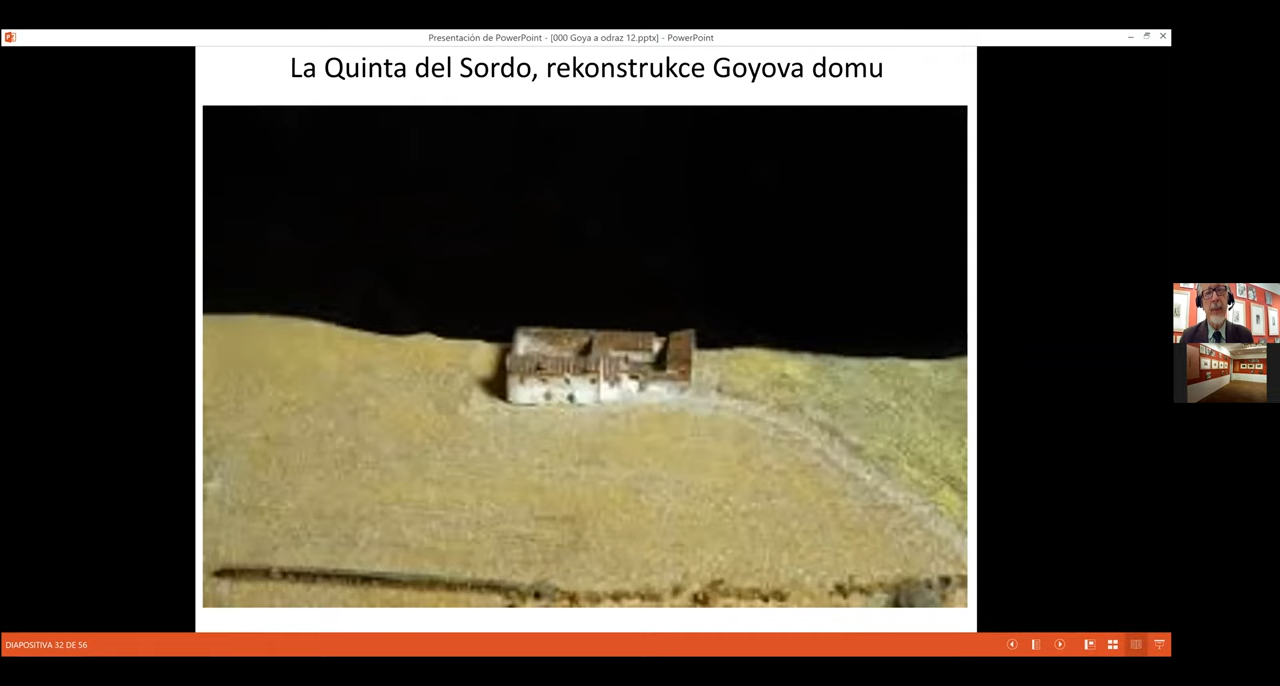 Presentación de PowerPoint - [000 Goya a odraz 12.pptx] - PowerPoint
La Quinta del Sordo, rekonstrukce Goyova domu
DIAPOSITIVA 32 DE 56